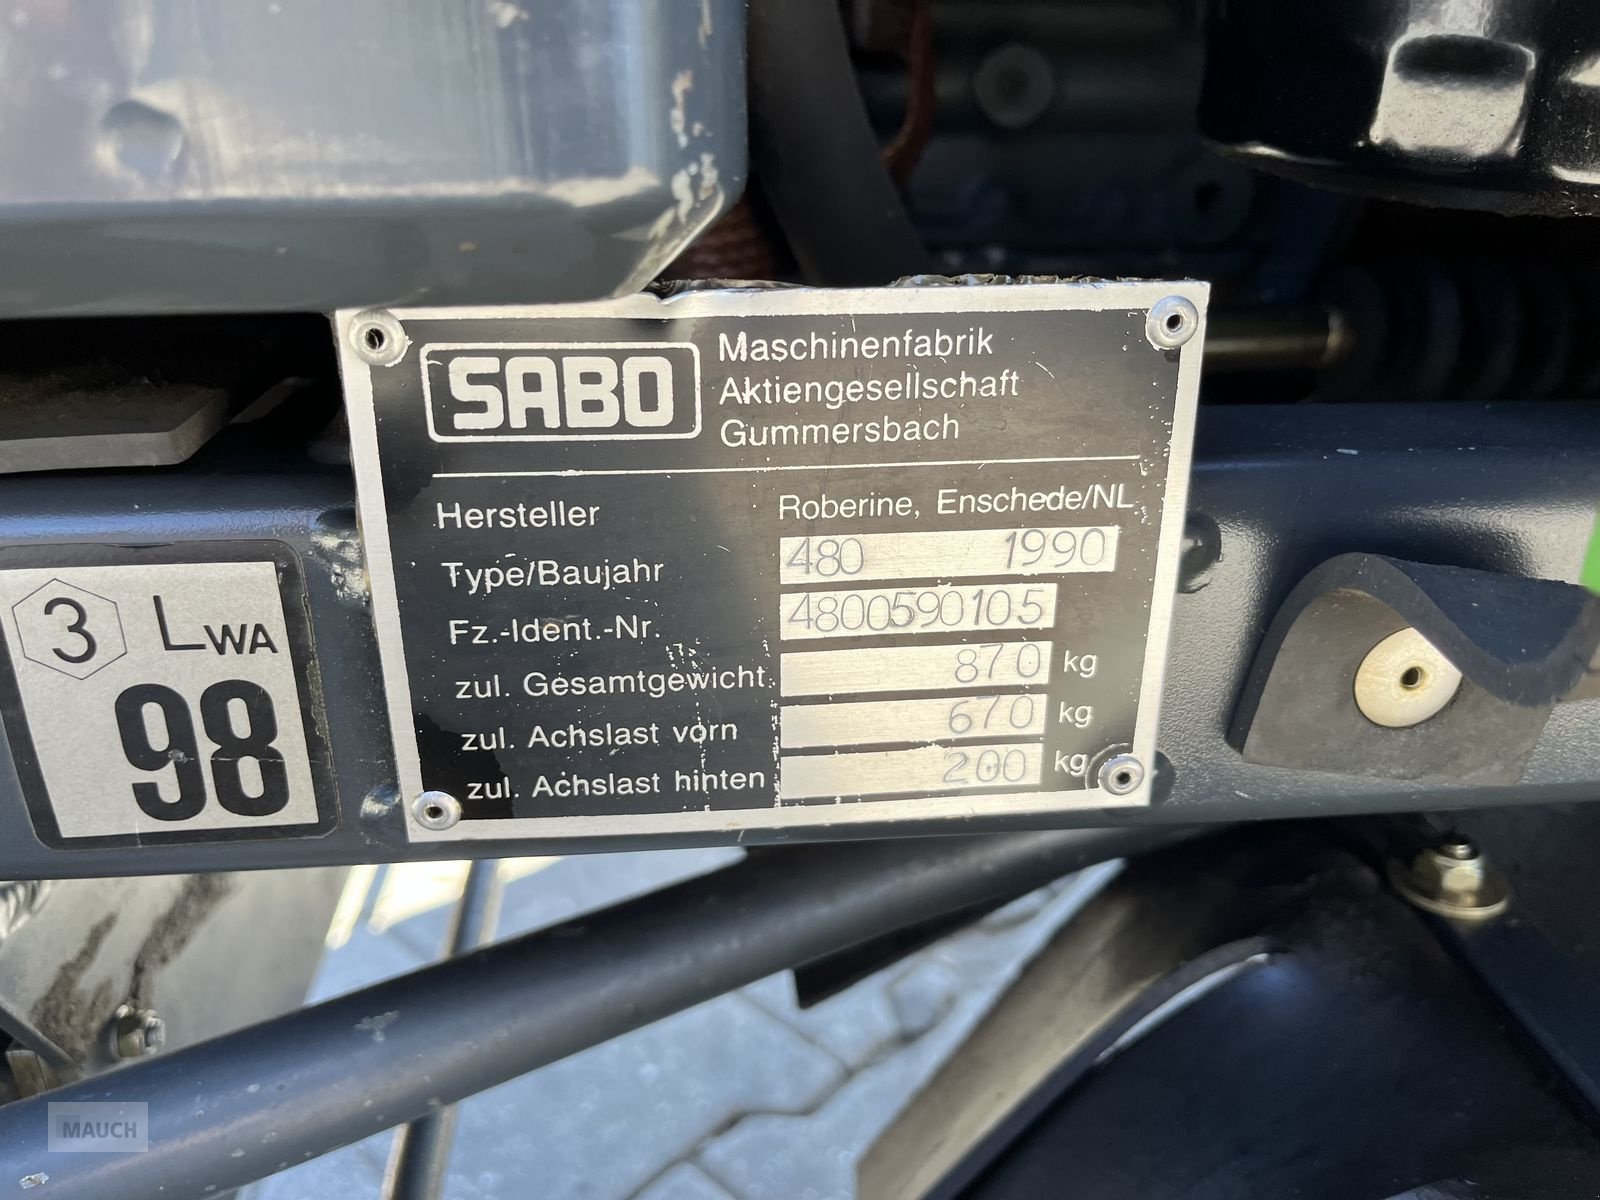 SABO
Maschinenfabrik
Aktiengesellschaft
Gummersbach
Hersteller Roberine, Enschede/NL
Type/Baujahr 480 1990
Fz.-Ident.-Nr. 4800590105
zul. Gesamtgewicht 870 kg
zul. Achslast vorn 670 kg
zul. Achslast hinten 200 kg
3 LWA
98
MAUCH